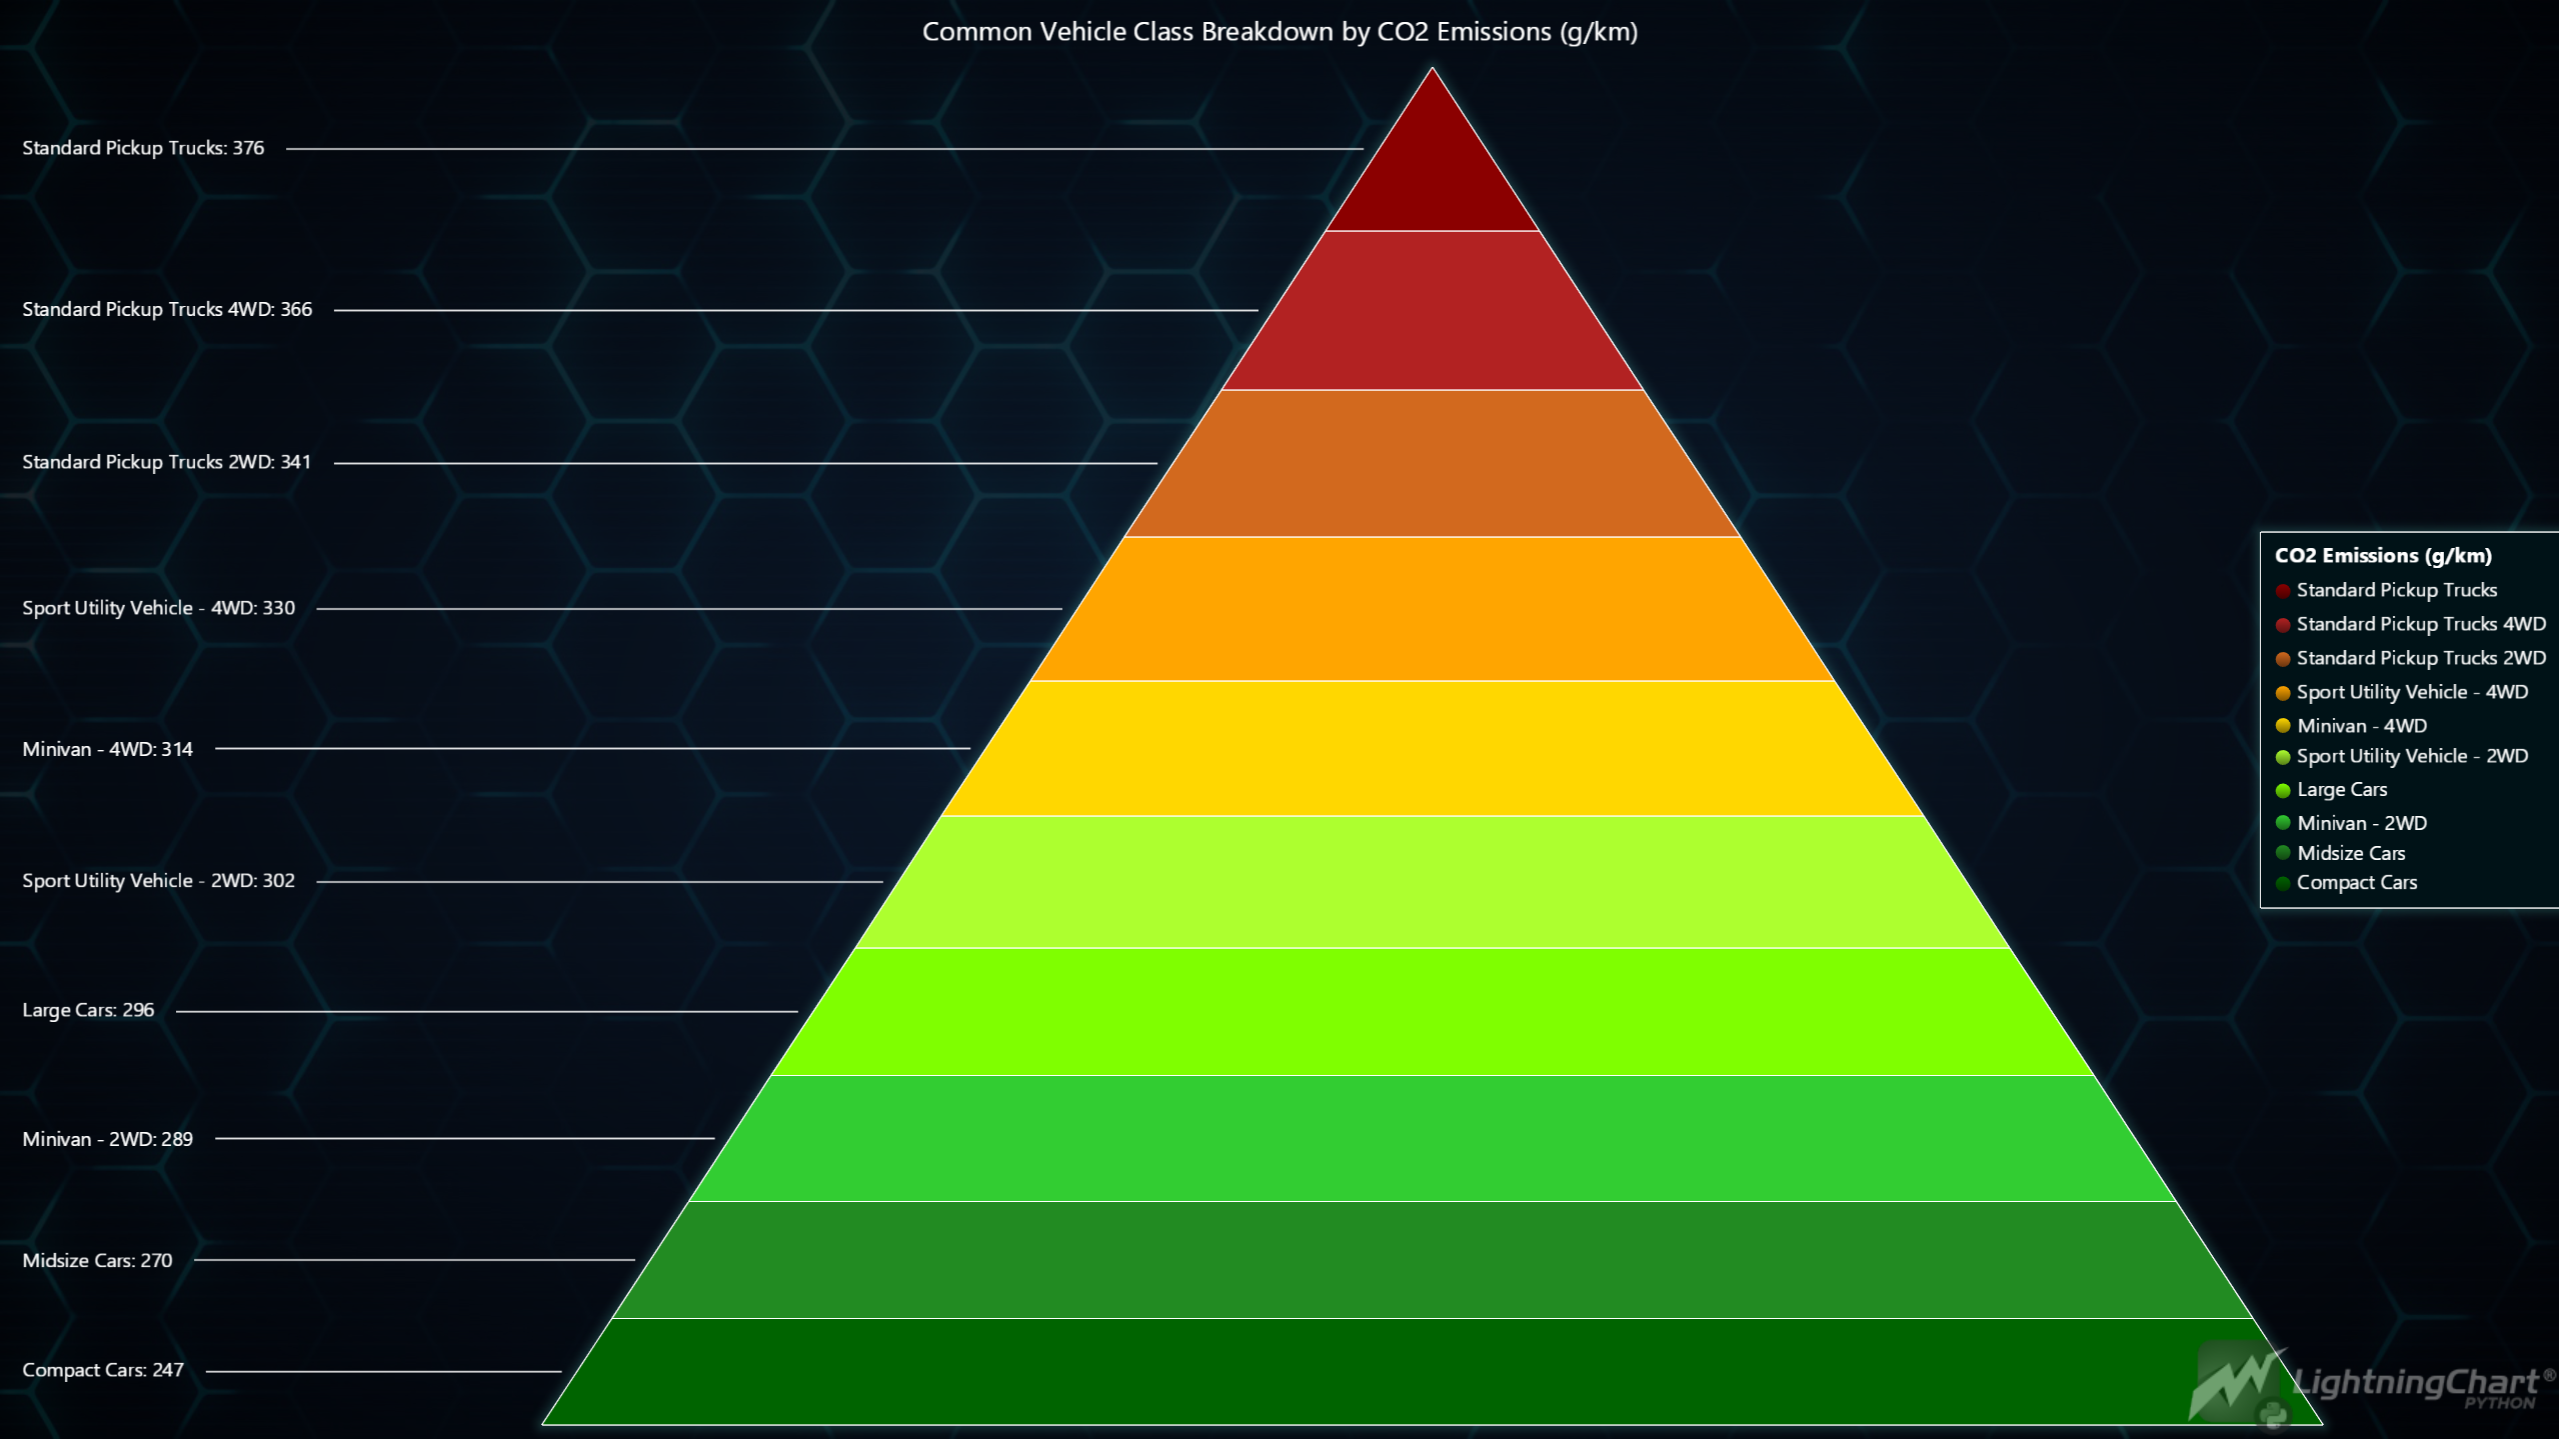 Common Vehicle Class Breakdown by CO2 Emissions (g/km)
Standard Pickup Trucks: 376
Standard Pickup Trucks 4WD: 366
Standard Pickup Trucks 2WD: 341
Sport Utility Vehicle - 4WD: 330
Minivan - 4WD: 314
Sport Utility Vehicle - 2WD: 302
Large Cars: 296
Minivan - 2WD: 289
Midsize Cars: 270
Compact Cars: 247
CO2 Emissions (g/km)
Standard Pickup Trucks
Standard Pickup Trucks 4WD
Standard Pickup Trucks 2WD
Sport Utility Vehicle - 4WD
Minivan - 4WD
Sport Utility Vehicle - 2WD
Large Cars
Minivan - 2WD
Midsize Cars
Compact Cars
LightningChart®
PYTHON